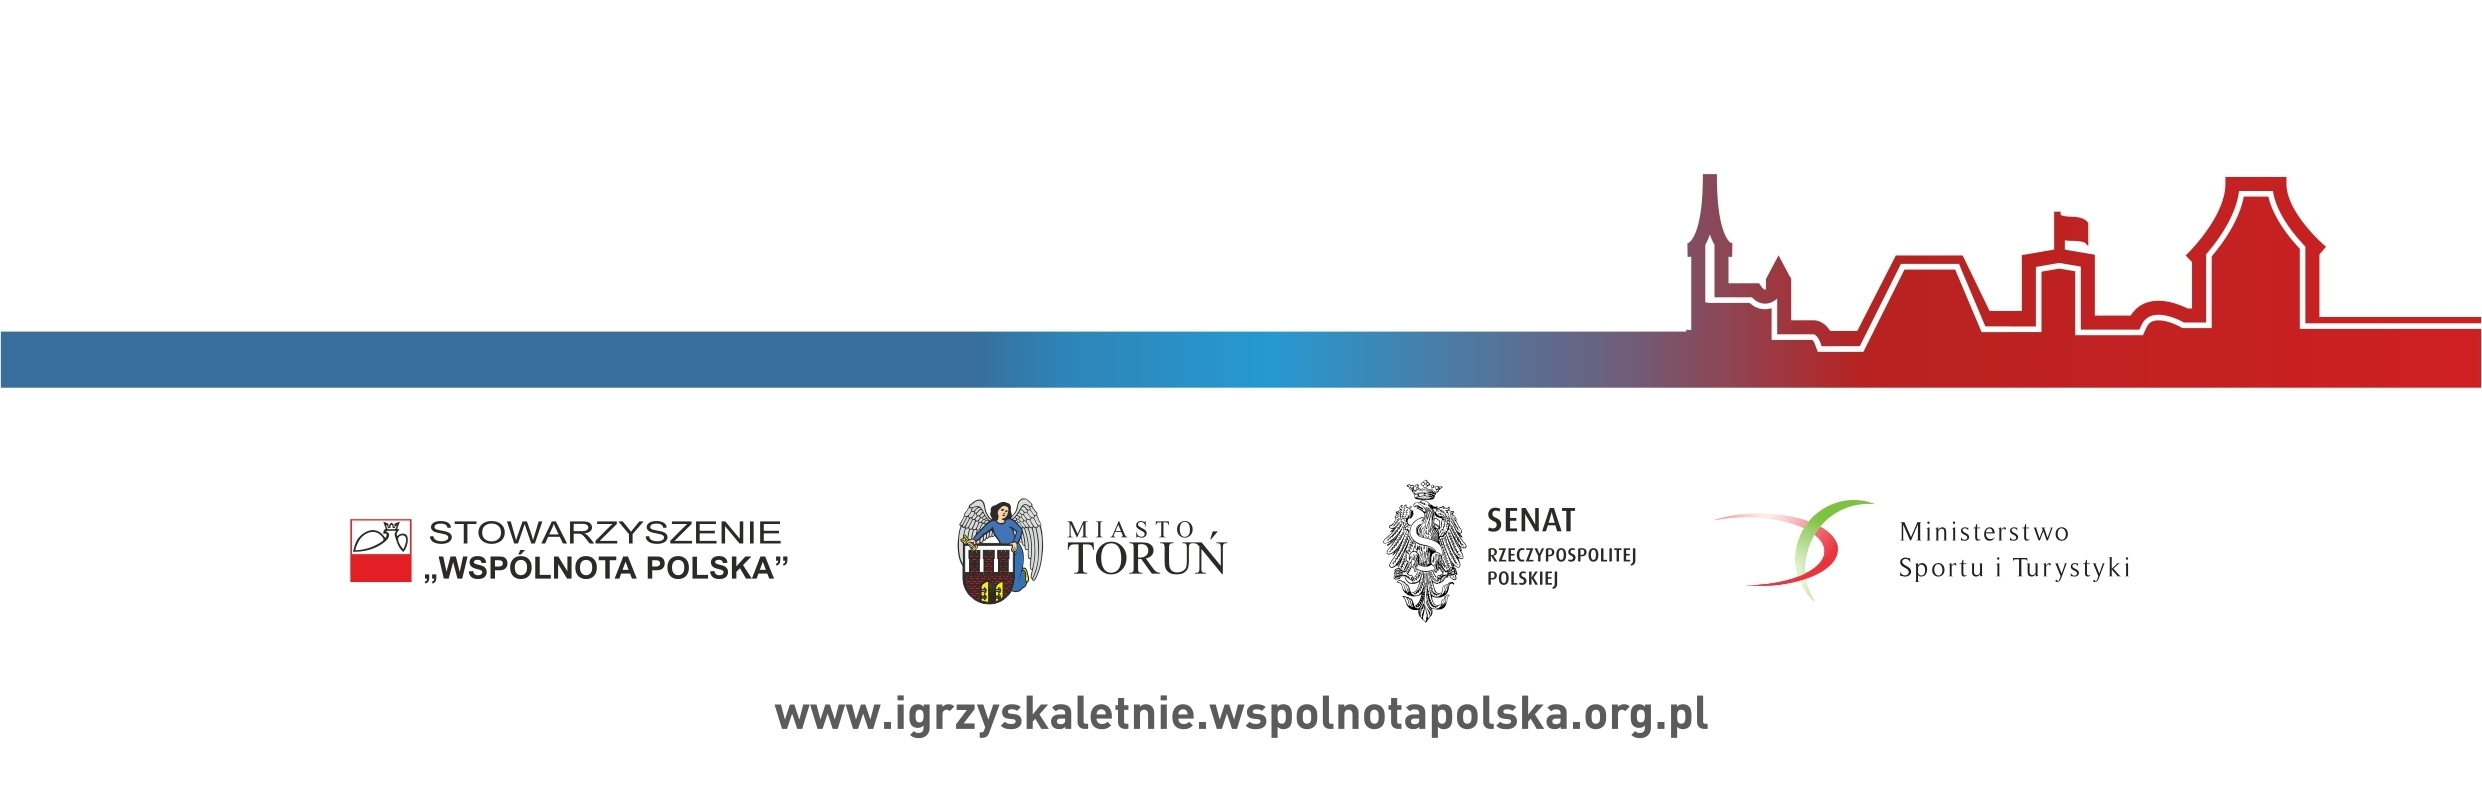 STOWARZYSZENIE
„WSPÓLNOTA POLSKA”
MIASTO
TORUŃ
SENAT
RZECZYPOSPOLITEJ
POLSKIEJ
Ministerstwo
Sportu i Turystyki
www.igrzyskaletnie.wspolnotapolska.org.pl